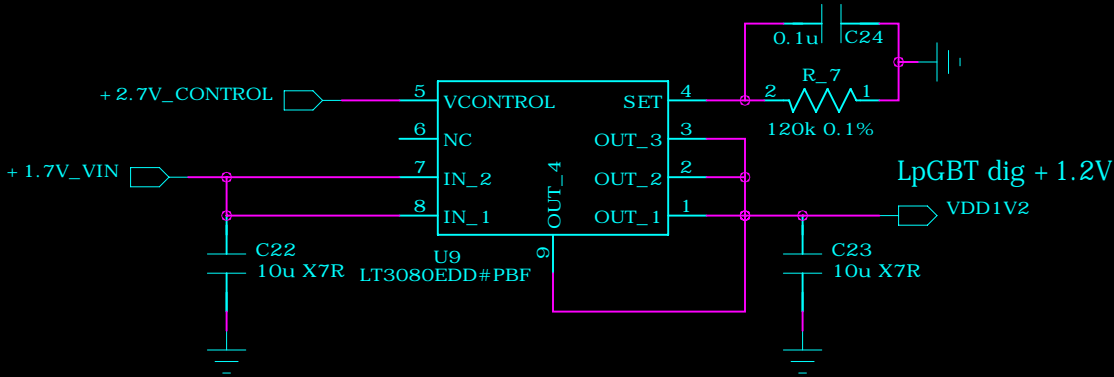 0.1u C24
R_7
+2.7V_CONTROL 5 VCONTROL SET 4 2 1
120k 0.1%
6 NC OUT_3 3
+1.7V_VIN 7 IN_2 OUT_4 OUT_2 2 LpGBT dig +1.2V
8 IN_1 OUT_1 1 VDD1V2
C22 U9 9 C23
10u X7R LT3080EDD#PBF 10u X7R